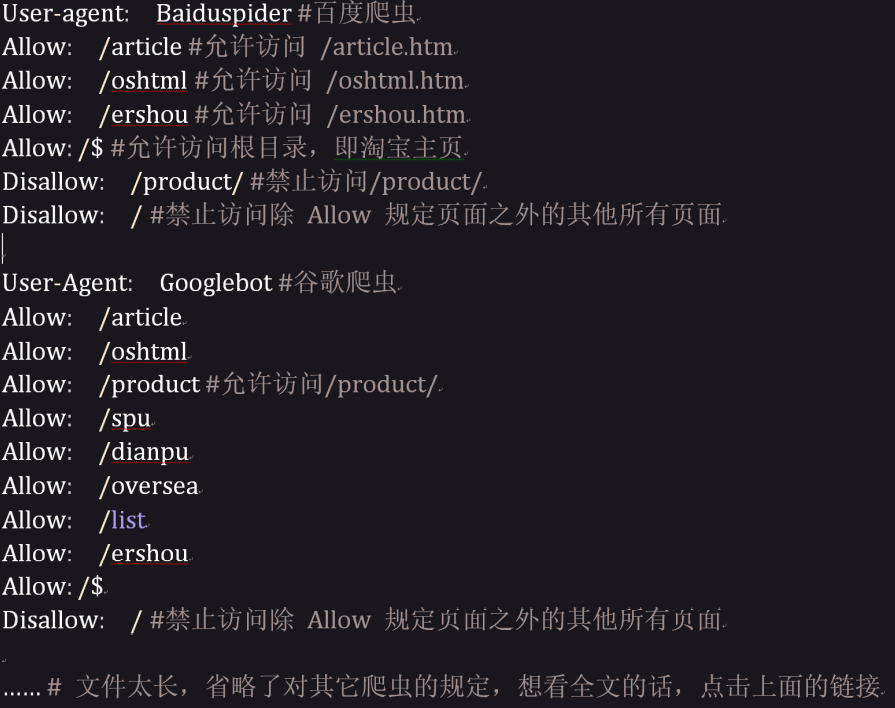 User-agent: Baiduspider #百度爬虫
Allow: /article #允许访问 /article.htm
Allow: /oshtml #允许访问 /oshtml.htm
Allow: /ershou #允许访问 /ershou.htm
Allow: /$ #允许访问根目录，即淘宝主页
Disallow: /product/ #禁止访问/product/
Disallow: / #禁止访问除 Allow 规定页面之外的其他所有页面
User-Agent: Googlebot #谷歌爬虫
Allow: /article
Allow: /oshtml
Allow: /product #允许访问/product/
Allow: /spu
Allow: /dianpu
Allow: /oversea
Allow: /list
Allow: /ershou
Allow: /$
Disallow: / #禁止访问除 Allow 规定页面之外的其他所有页面
…… # 文件太长，省略了对其它爬虫的规定，想看全文的话，点击上面的链接